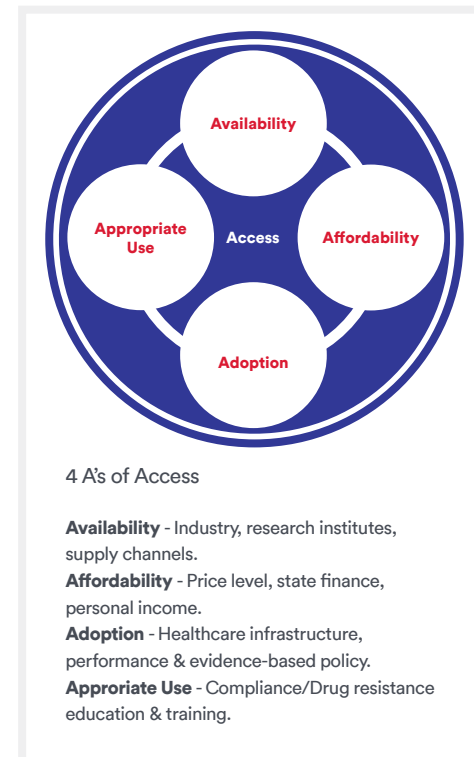 Availability
Appropriate
Use
Access
Affordability
Adoption
4 A's of Access
Availability - Industry, research institutes,
supply channels.
Affordability - Price level, state finance,
personal income.
Adoption - Healthcare infrastructure,
performance & evidence-based policy.
Approriate Use - Compliance/Drug resistance
education & training.